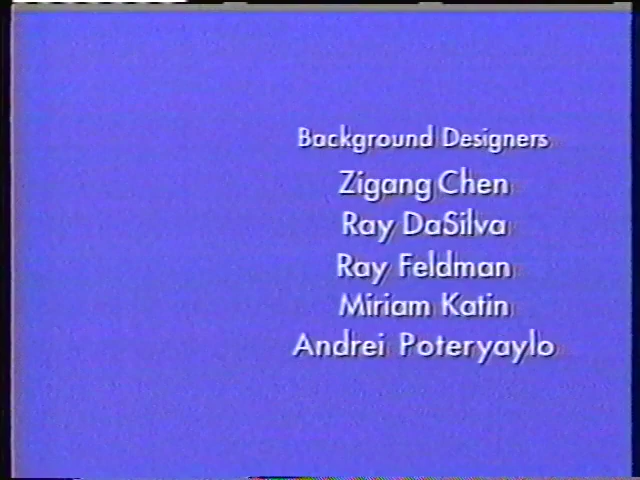 Background Designers
Zigang Chen
Ray DaSilva
Ray Feldman
Miriam Katin
Andrei Poteryaylo